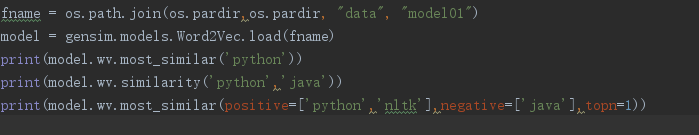 fname = os.path.join(os.pardir,os.pardir, "data", "model01")
model = gensim.models.Word2Vec.load(fname)
print(model.wv.most_similar('python'))
print(model.wv.similarity('python','java'))
print(model.wv.most_similar(positive=['python','nltk'],negative=['java'],topn=1))